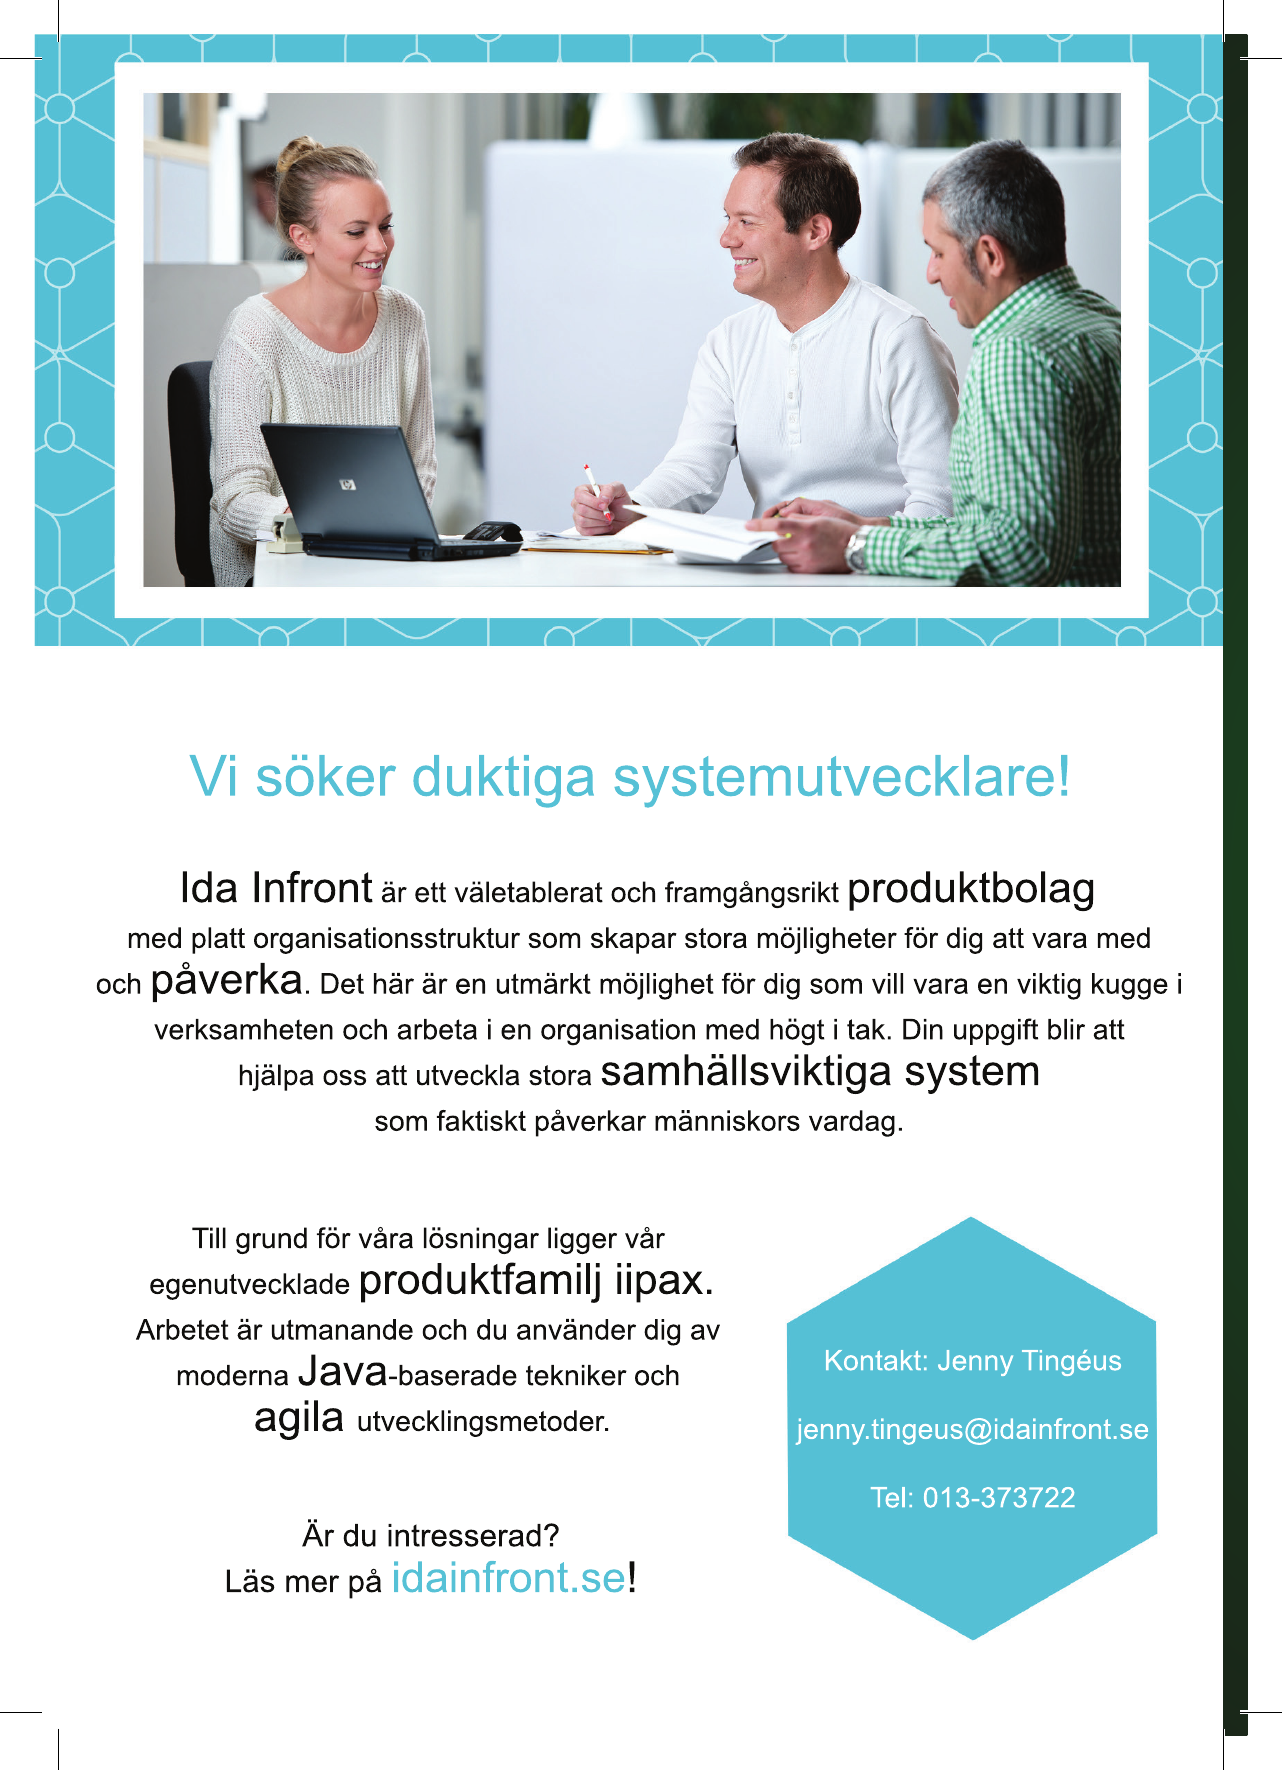 hp
Vi söker duktiga systemutvecklare!
Ida Infront är ett väletablerat och framgångsrikt produktbolag
med platt organisationsstruktur som skapar stora möjligheter för dig att vara med
och påverka. Det här är en utmärkt möjlighet för dig som vill vara en viktig kugge i
verksamheten och arbeta i en organisation med högt i tak. Din uppgift blir att
hjälpa oss att utveckla stora samhällsviktiga system
som faktiskt påverkar människors vardag.
Till grund för våra lösningar ligger vår
egenutvecklade produktfamilj iipax.
Arbetet är utmanande och du använder dig av
moderna Java-baserade tekniker och
agila utvecklingsmetoder.
Är du intresserad?
Läs mer på idainfront.se!
Kontakt: Jenny Tingéus
jenny.tingeus@idainfront.se
Tel: 013-373722